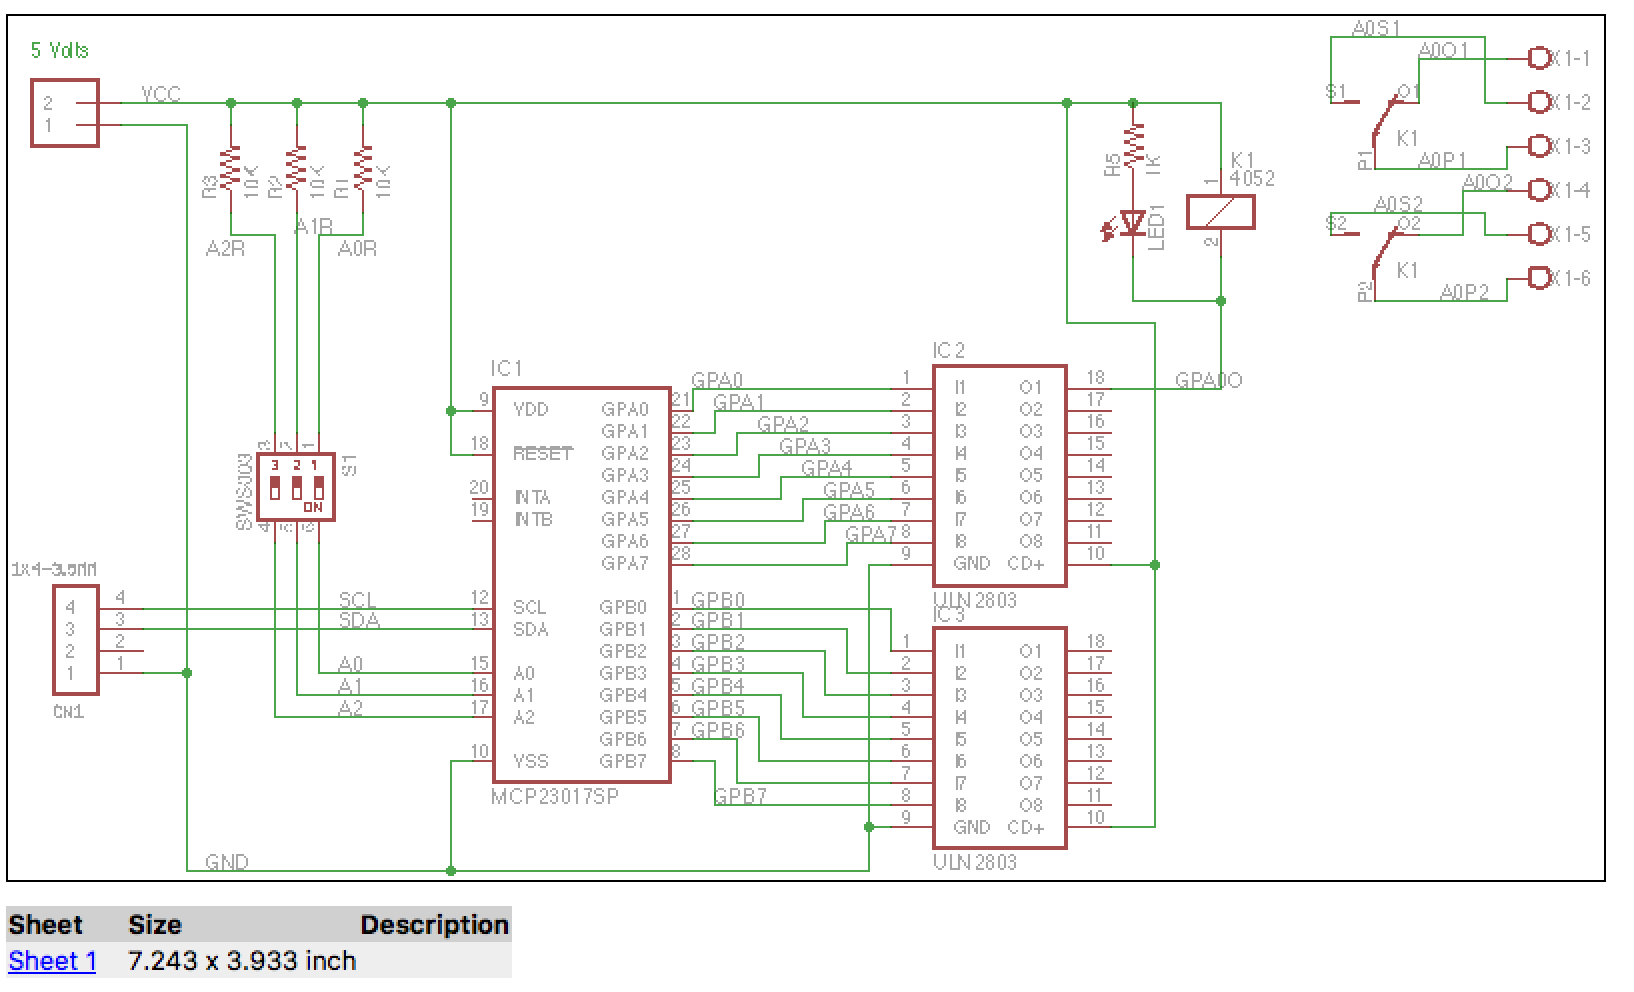 5 Volts
2
1
VCC
R3
10K
R2
10K
R1
10K
A2R
A1R
A0R
R5
1K
LED1
K1
4052
1
2
A0S1
A0O1
X1-1
S1
O1
X1-2
K1
P1
A0P1
X1-3
A0O2
X1-4
A0S2
S2
O2
X1-5
K1
P2
A0P2
X1-6
3 2 1
3 2 1
ON
S1
SWS003
4
1X4-3.5MM
4 4
3 3
2 2
1 1
CN1
SCL
SDA
A0
A1
A2
GND
IC1
9 VDD GPA0 21 GPA0
GPA1 22 GPA1
18 RESET GPA2 23 GPA2
GPA3 24 GPA3
20 INTA GPA4 25 GPA4
19 INTB GPA5 26 GPA5
GPA6 27 GPA6
GPA7 28 GPA7
12 SCL GPB0 1 GPB0
13 SDA GPB1 2 GPB1
GPB2 3 GPB2
15 A0 GPB3 4 GPB3
16 A1 GPB4 5 GPB4
17 A2 GPB5 6 GPB5
GPB6 7 GPB6
10 VSS GPB7 8 GPB7
MCP23017SP
IC2
1 I1 O1 18 GPA0O
2 I2 O2 17
3 I3 O3 16
4 I4 O4 15
5 I5 O5 14
6 I6 O6 13
7 I7 O7 12
8 I8 O8 11
9 GND CD+ 10
ULN2803
IC3
1 I1 O1 18
2 I2 O2 17
3 I3 O3 16
4 I4 O4 15
5 I5 O5 14
6 I6 O6 13
7 I7 O7 12
8 I8 O8 11
9 GND CD+ 10
ULN2803
Sheet Size Description
Sheet 1 7.243 x 3.933 inch